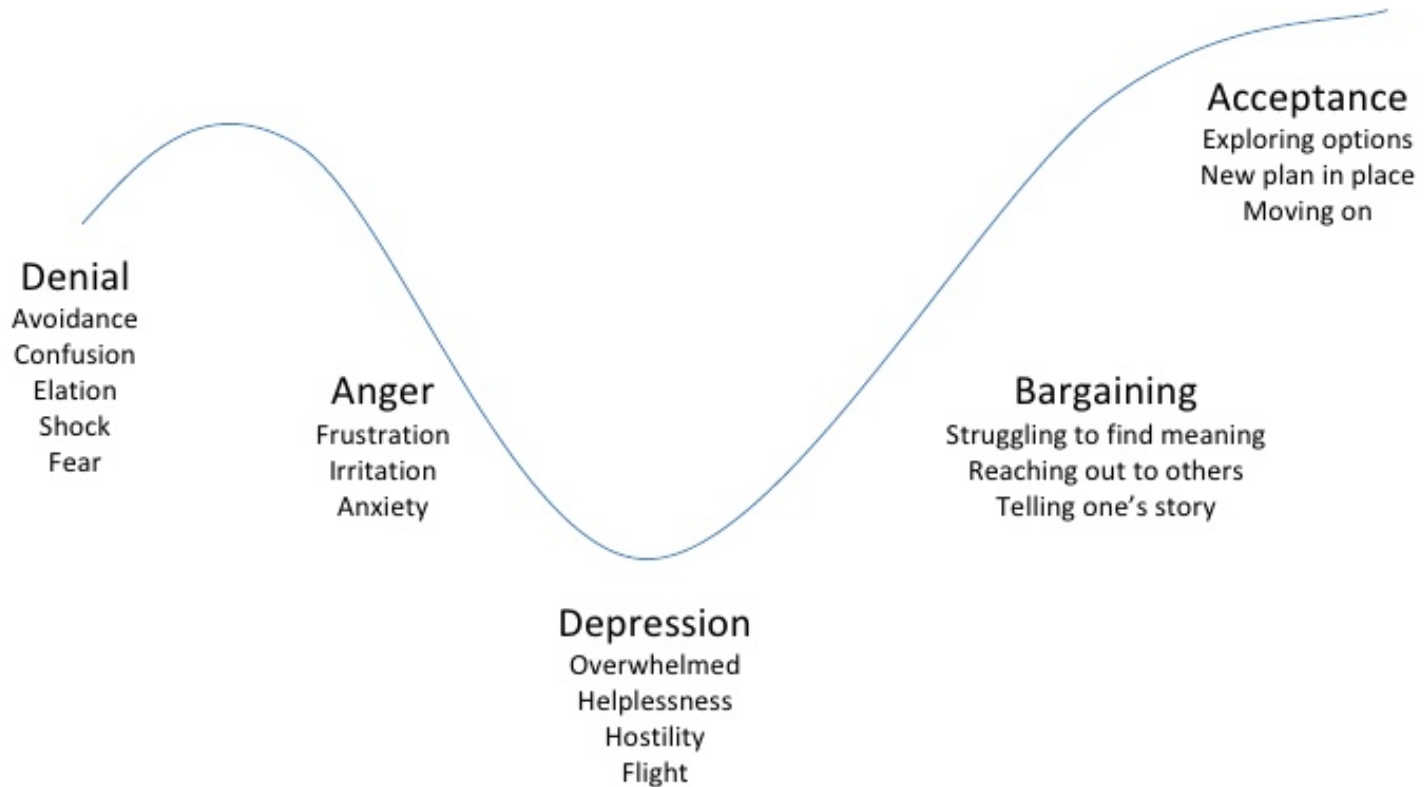 Denial
Avoidance
Confusion
Elation
Shock
Fear
Anger
Frustration
Irritation
Anxiety
Depression
Overwhelmed
Helplessness
Hostility
Flight
Bargaining
Struggling to find meaning
Reaching out to others
Telling one’s story
Acceptance
Exploring options
New plan in place
Moving on